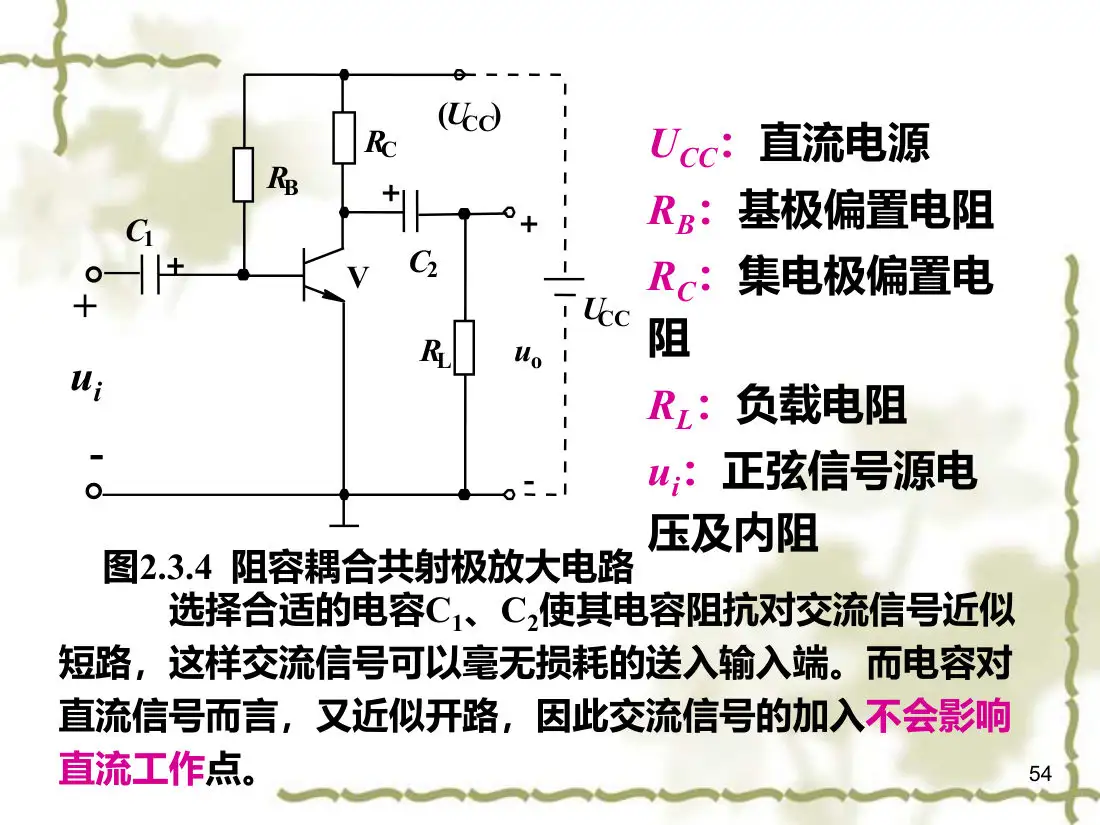 (UCC)
RC
RB
+
C1
+
+
C2
V
+
UCC
RL
uo
ui
-
-
UCC：直流电源
RB：基极偏置电阻
RC：集电极偏置电
阻
RL：负载电阻
ui：正弦信号源电
压及内阻
图2.3.4 阻容耦合共射极放大电路
选择合适的电容C1、C2使其电容阻抗对交流信号近似
短路，这样交流信号可以毫无损耗的送入输入端。而电容对
直流信号而言，又近似开路，因此交流信号的加入不会影响
直流工作点。
54